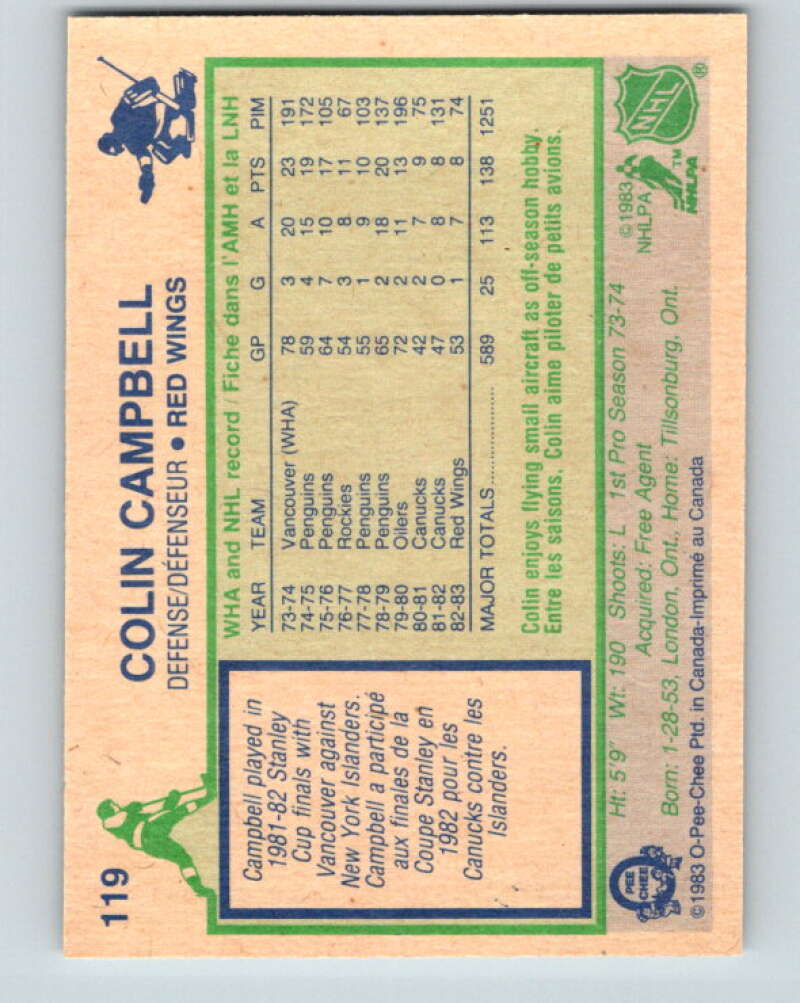 119
COLIN CAMPBELL
DEFENSE/DÉFENSEUR • RED WINGS
Campbell played in
1981-82 Stanley
Cup finals with
Vancouver against
New York Islanders.
Campbell a participé
aux finales de la
Coupe Stanley en
1982 pour les
Canucks contre les
Islanders.
WHA and NHL record / Fiche dans l'AMH et la LNH
YEAR TEAM GP G A PTS PIM
73-74 Vancouver (WHA) 78 3 20 23 191
74-75 Penguins 59 4 15 19 172
75-76 Penguins 64 7 10 17 105
76-77 Rockies 54 3 8 11 67
77-78 Penguins 55 1 9 10 103
78-79 Penguins 65 2 18 20 137
79-80 Oilers 72 2 11 13 196
80-81 Canucks 42 2 7 9 75
81-82 Canucks 47 0 8 8 131
82-83 Red Wings 53 1 7 8 74
MAJOR TOTALS .................... 589 25 113 138 1251
Colin enjoys flying small aircraft as off-season hobby.
Entre les saisons, Colin aime piloter de petits avions.
Ht: 5'9" Wt: 190 Shoots: L 1st Pro Season 73-74
Acquired: Free Agent
Born: 1-28-53, London, Ont., Home: Tillsonburg, Ont.
©1983 O-Pee-Chee Ptd. in Canada-Imprimé au Canada
O
PEE
CHEE
©1983
NHLPA
NHLPA
TM
NHL
®